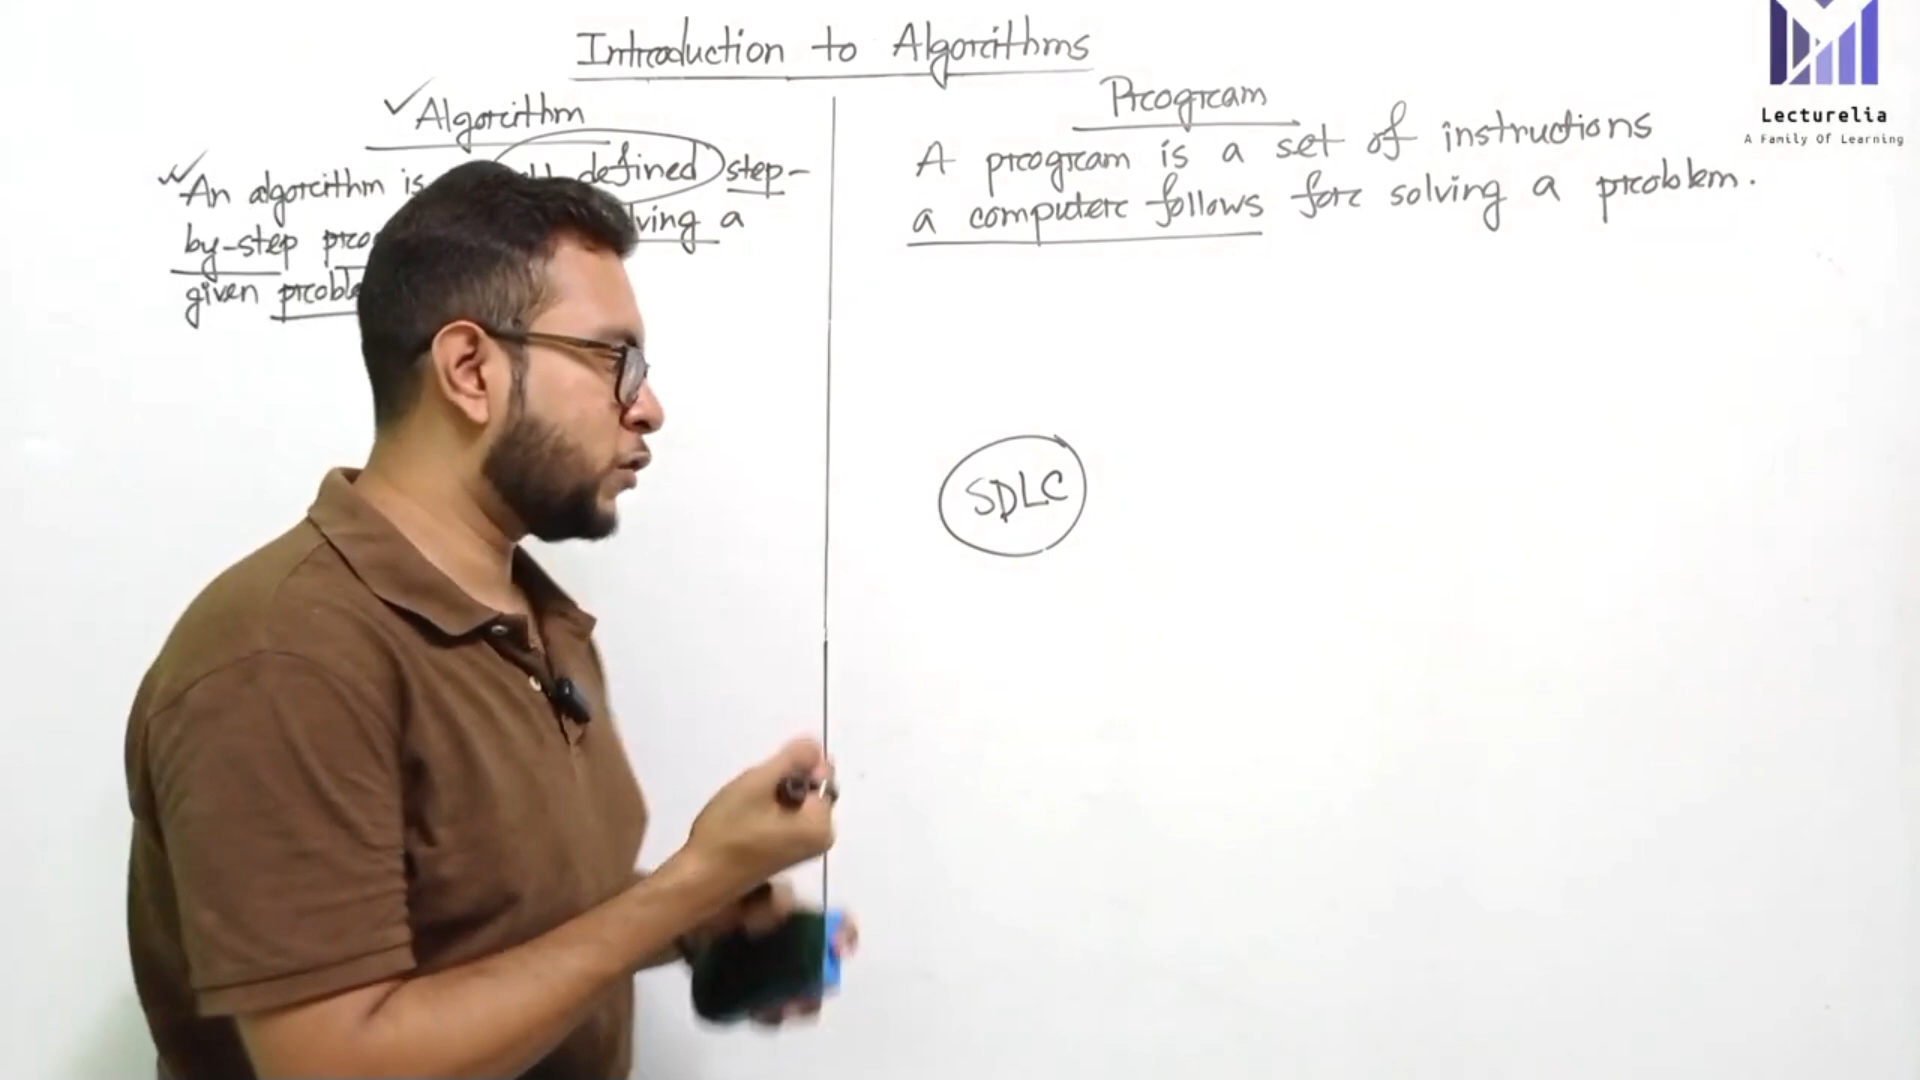 Introduction to Algorithms
Algorithm
An algorithm is defined step-
by-step a
given
Program
A program is a set of instructions
a computer follows for solving a problem.
SDLC
Lecturelia
A Family Of Learning